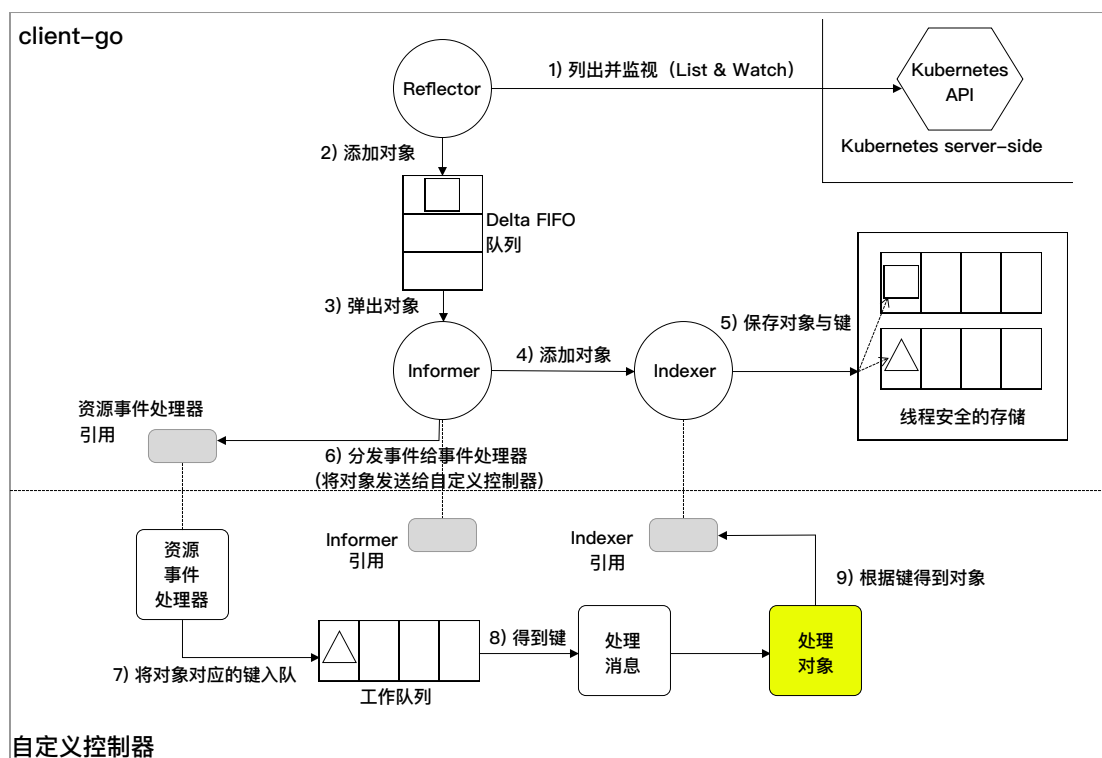 client-go
Reflector
1) 列出并监视（List & Watch）
Kubernetes
API
Kubernetes server-side
2) 添加对象
Delta FIFO
队列
3) 弹出对象
Informer
4) 添加对象
Indexer
5) 保存对象与键
线程安全的存储
资源事件处理器
引用
6) 分发事件给事件处理器
(将对象发送给自定义控制器)
资源
事件
处理器
Informer
引用
Indexer
引用
9) 根据键得到对象
7) 将对象对应的键入队
工作队列
8) 得到键
处理
消息
处理
对象
自定义控制器